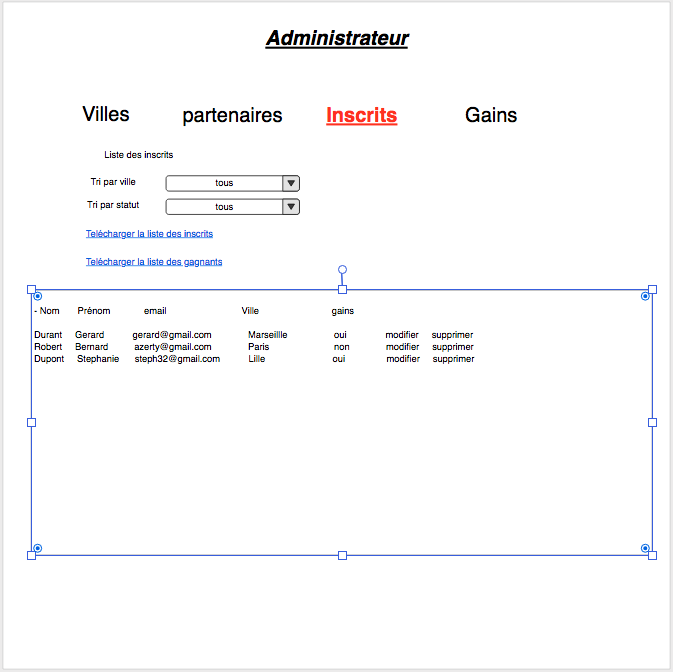 Administrateur
Villes partenaires Inscrits Gains
Liste des inscrits
Tri par ville tous
Tri par statut tous
Telécharger la liste des inscrits
Telécharger la liste des gagnants
- Nom Prénom email Ville gains
Durant Gerard gerard@gmail.com Marseillle oui modifier supprimer
Robert Bernard azerty@gmail.com Paris non modifier supprimer
Dupont Stephanie steph32@gmail.com Lille oui modifier supprimer